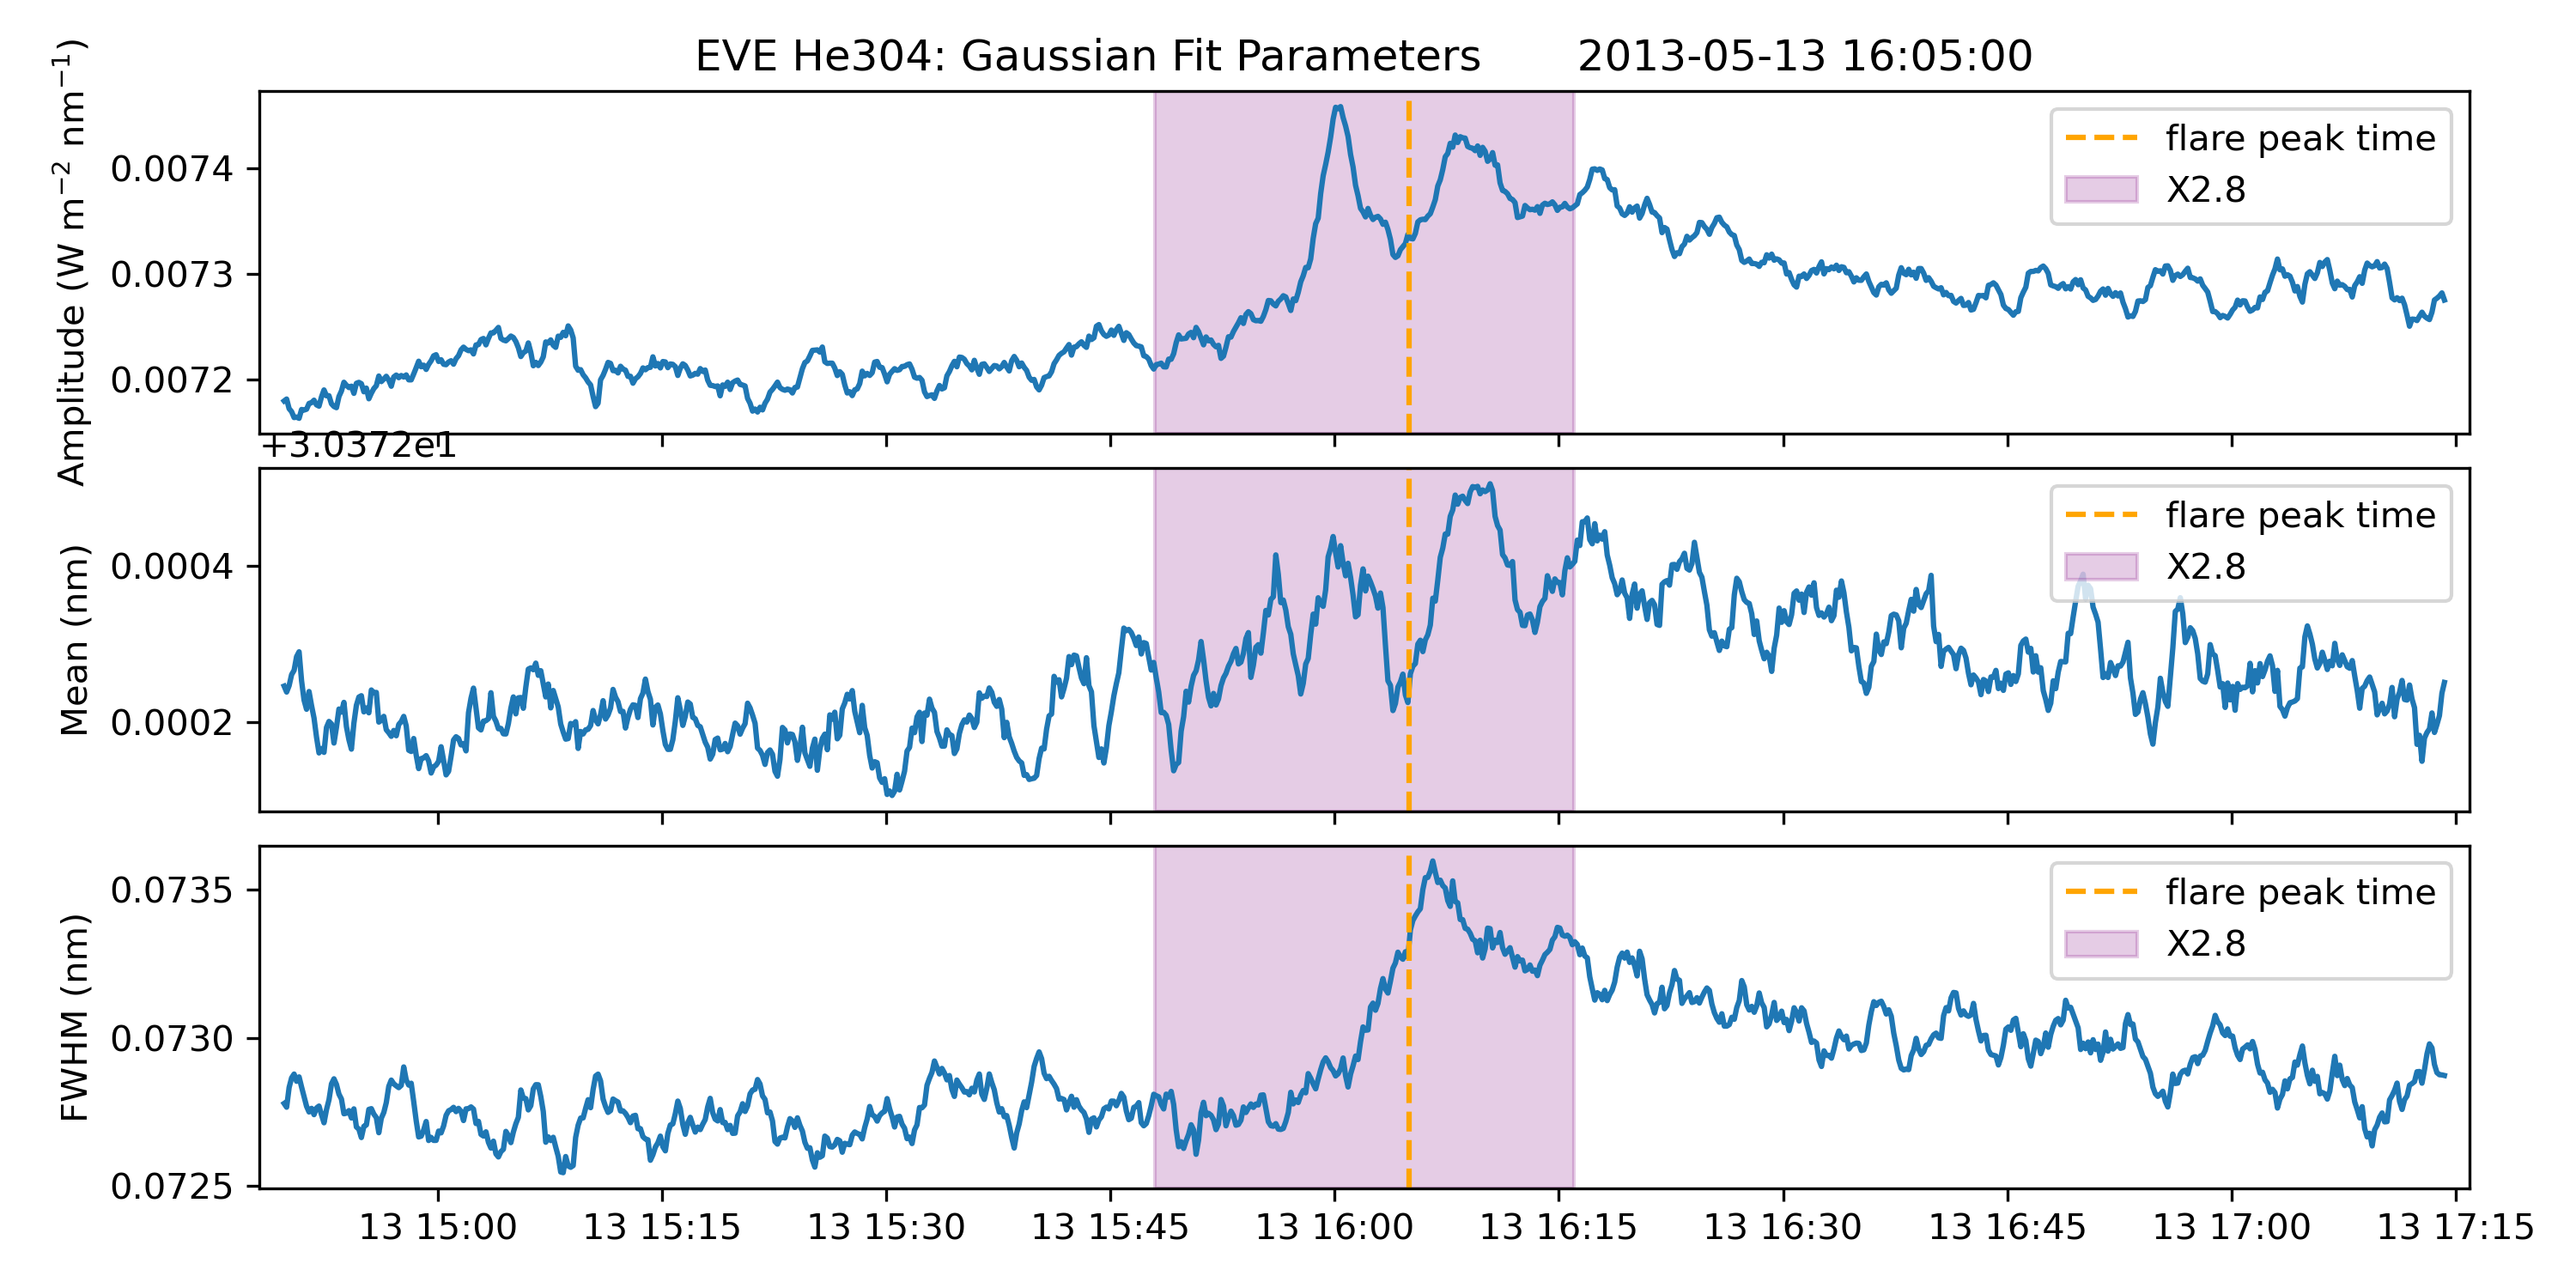 EVE He304: Gaussian Fit Parameters 2013-05-13 16:05:00
Amplitude (W m⁻² nm⁻¹)
0.0074
0.0073
0.0072
flare peak time
X2.8
+3.0372e1
Mean (nm)
0.0004
0.0002
flare peak time
X2.8
FWHM (nm)
0.0735
0.0730
0.0725
flare peak time
X2.8
13 15:00 13 15:15 13 15:30 13 15:45 13 16:00 13 16:15 13 16:30 13 16:45 13 17:00 13 17:15